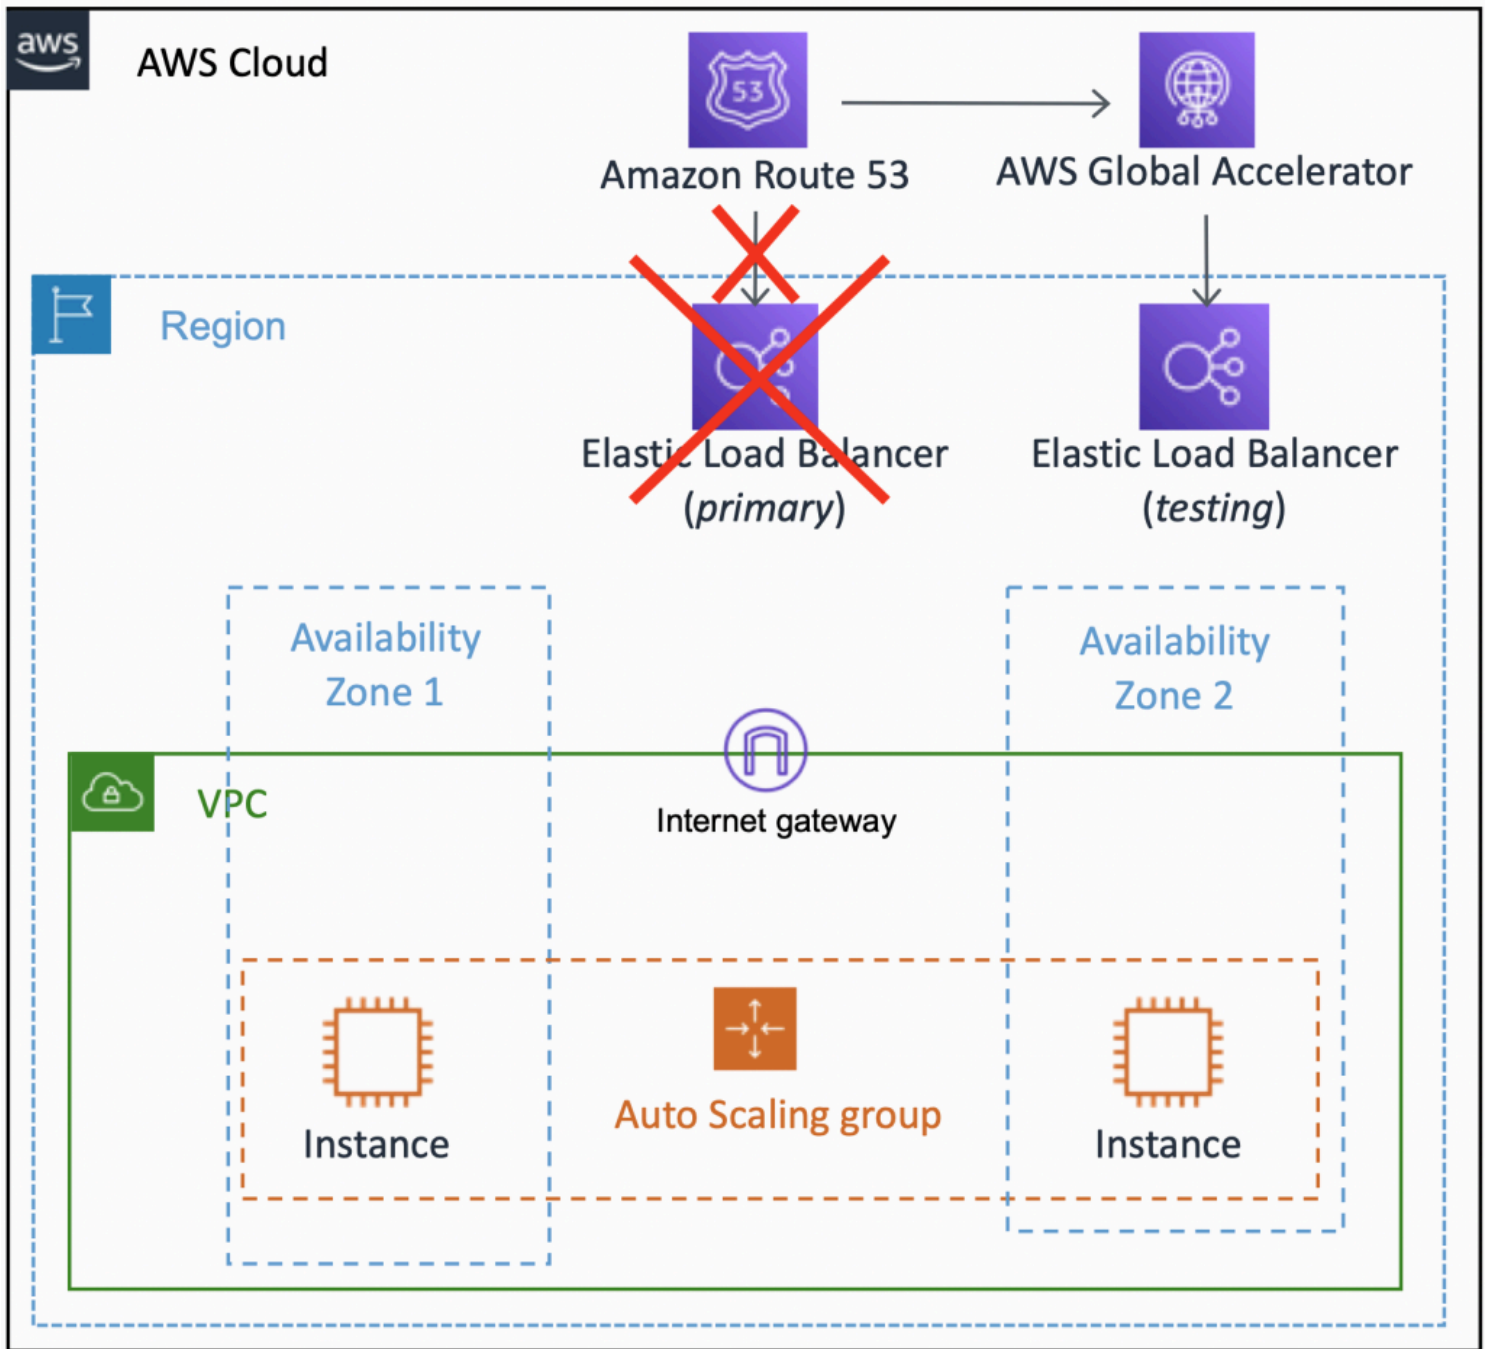 aws
AWS Cloud
53
Amazon Route 53
AWS Global Accelerator
Region
Elastic Load Balancer
(primary)
Elastic Load Balancer
(testing)
Availability
Zone 1
Availability
Zone 2
VPC
Internet gateway
Auto Scaling group
Instance
Instance